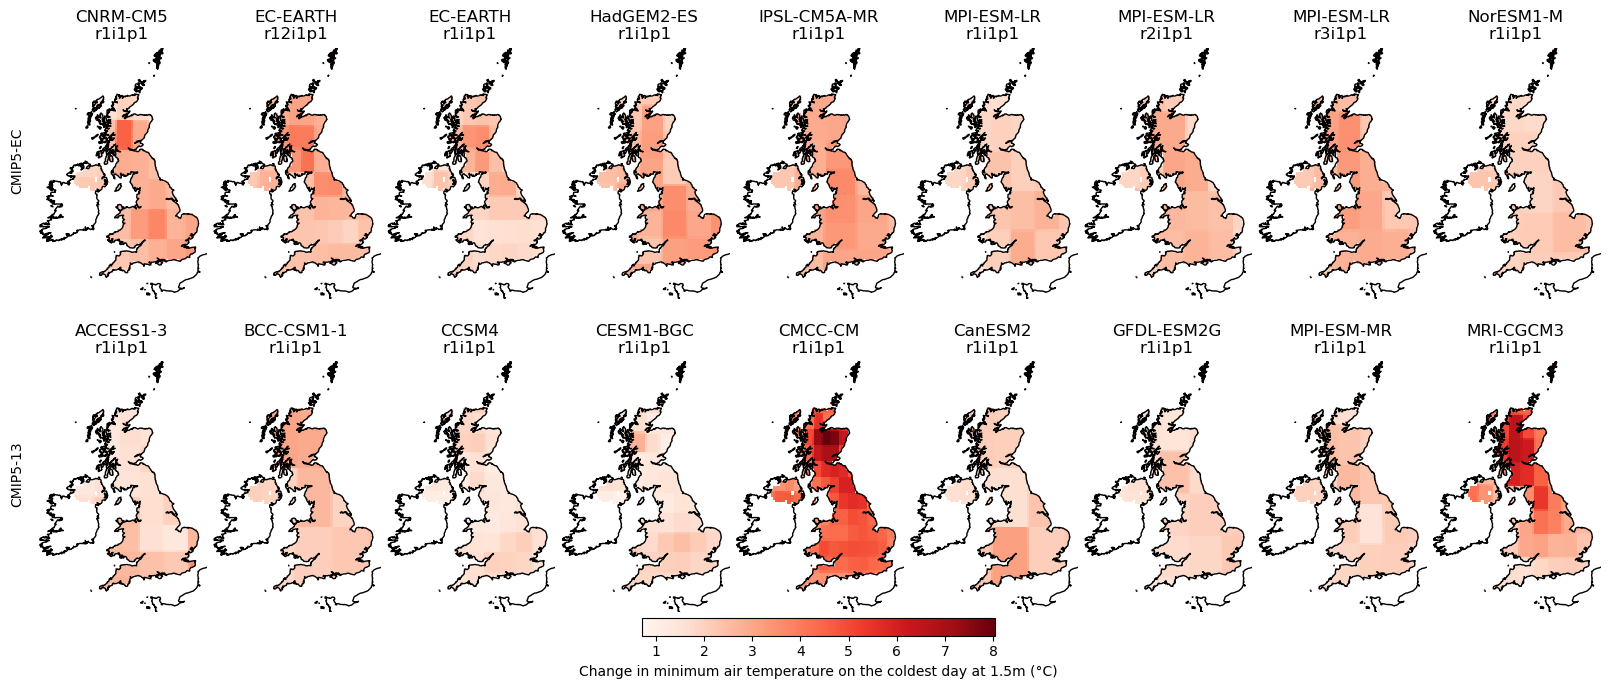 CNRM-CM5 EC-EARTH EC-EARTH HadGEM2-ES IPSL-CM5A-MR MPI-ESM-LR MPI-ESM-LR MPI-ESM-LR NorESM1-M
r1i1p1 r12i1p1 r1i1p1 r1i1p1 r1i1p1 r1i1p1 r2i1p1 r3i1p1 r1i1p1
CMIP5-EC
ACCESS1-3 BCC-CSM1-1 CCSM4 CESM1-BGC CMCC-CM CanESM2 GFDL-ESM2G MPI-ESM-MR MRI-CGCM3
r1i1p1 r1i1p1 r1i1p1 r1i1p1 r1i1p1 r1i1p1 r1i1p1 r1i1p1 r1i1p1
CMIP5-13
1 2 3 4 5 6 7 8
Change in minimum air temperature on the coldest day at 1.5m (°C)